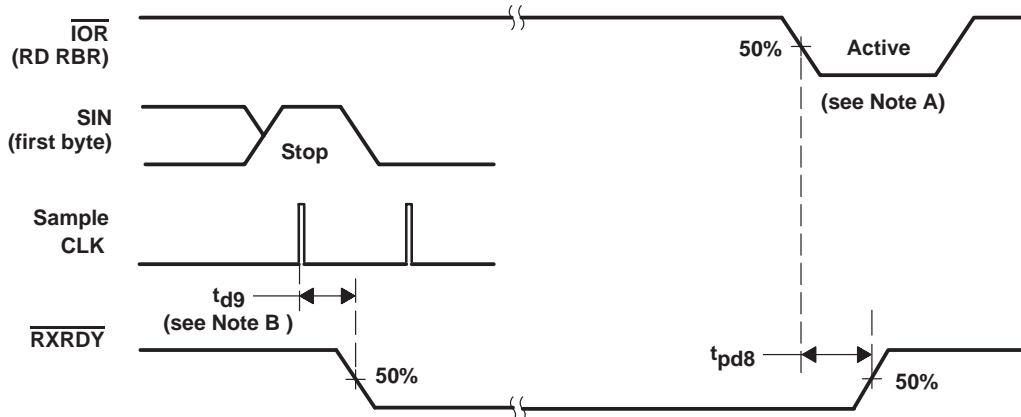 IOR
(RD RBR)
50%
Active
(see Note A)
SIN
(first byte)
Stop
Sample
CLK
td9
(see Note B )
RXRDY
50%
tpd8
50%